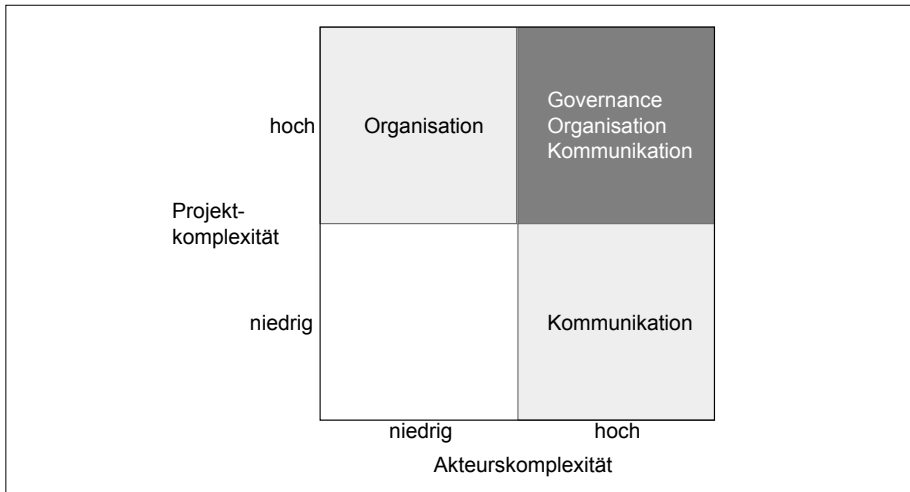 hoch
Organisation
Governance
Organisation
Kommunikation
Projekt-
komplexität
niedrig
Kommunikation
niedrig
hoch
Akteurskomplexität